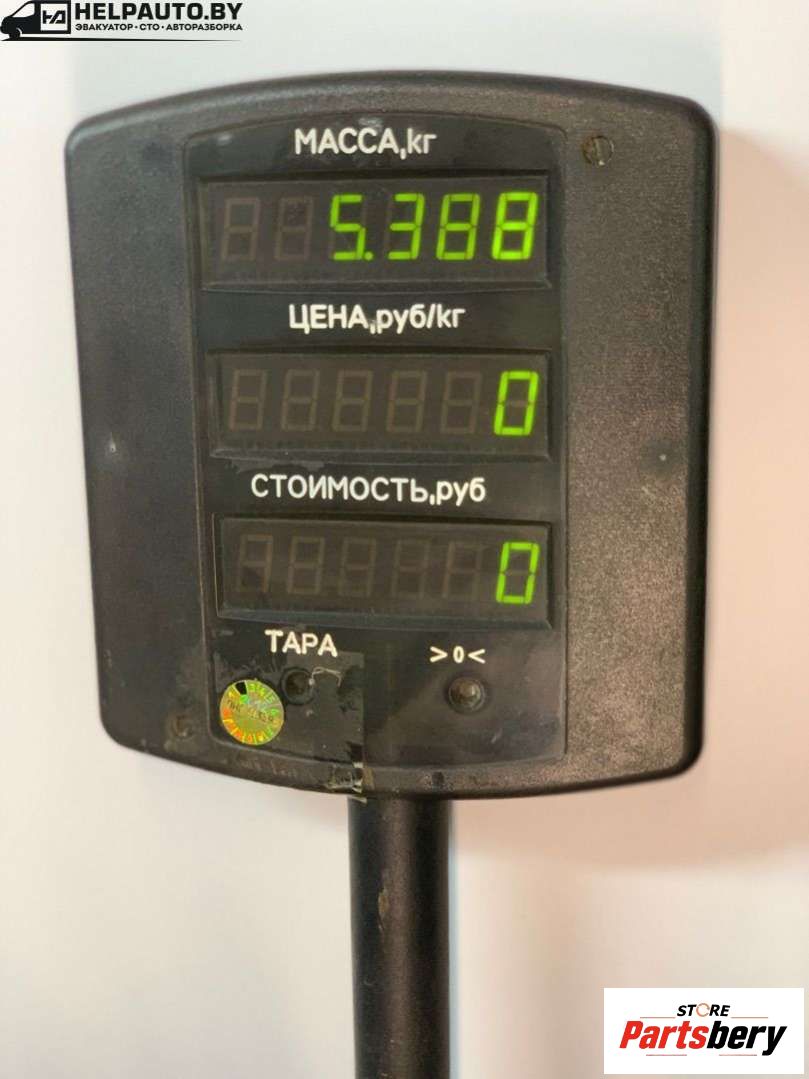 HELPAUTO.BY
ЭВАКУАТОР • СТО • АВТОРАЗБОРКА
МАССА,кг
5.388
ЦЕНА,руб/кг
0
СТОИМОСТЬ,руб
0
ТАРА >0<
STORE
Partsbery